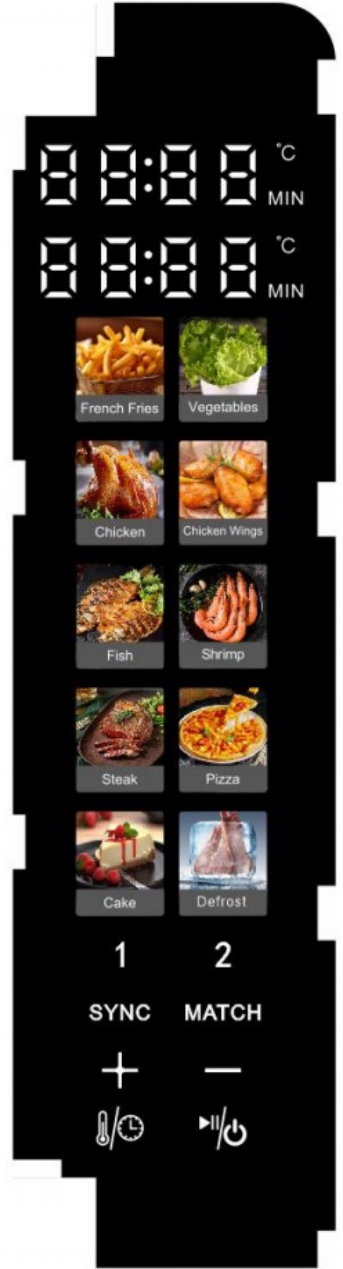 88:88 °C
MIN
88:88 °C
MIN
French Fries
Vegetables
Chicken
Chicken Wings
Fish
Shrimp
Steak
Pizza
Cake
Defrost
1
2
SYNC
MATCH
+
−
/
/